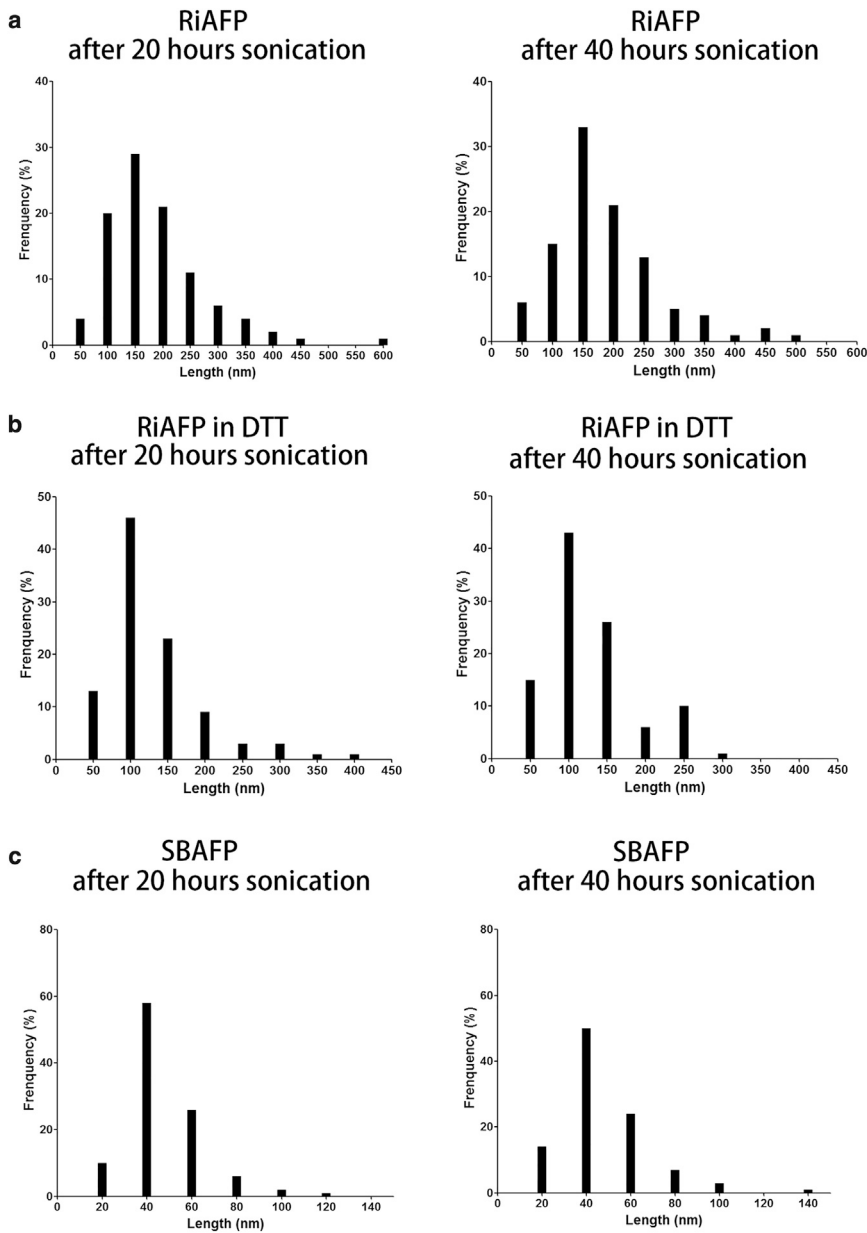 a
RiAFP
after 20 hours sonication
40
30
20
10
0
Frenquency (%)
0 50 100 150 200 250 300 350 400 450 500 550 600
Length (nm)
RiAFP
after 40 hours sonication
40
30
20
10
0
Frenquency (%)
0 50 100 150 200 250 300 350 400 450 500 550 600
Length (nm)
b
RiAFP in DTT
after 20 hours sonication
50
40
30
20
10
0
Frenquency (%)
0 50 100 150 200 250 300 350 400 450
Length (nm)
RiAFP in DTT
after 40 hours sonication
50
40
30
20
10
0
Frenquency (%)
0 50 100 150 200 250 300 350 400 450
Length (nm)
c
SBAFP
after 20 hours sonication
80
60
40
20
0
Frenquency (%)
0 20 40 60 80 100 120 140
Length (nm)
SBAFP
after 40 hours sonication
80
60
40
20
0
Frenquency (%)
0 20 40 60 80 100 120 140
Length (nm)